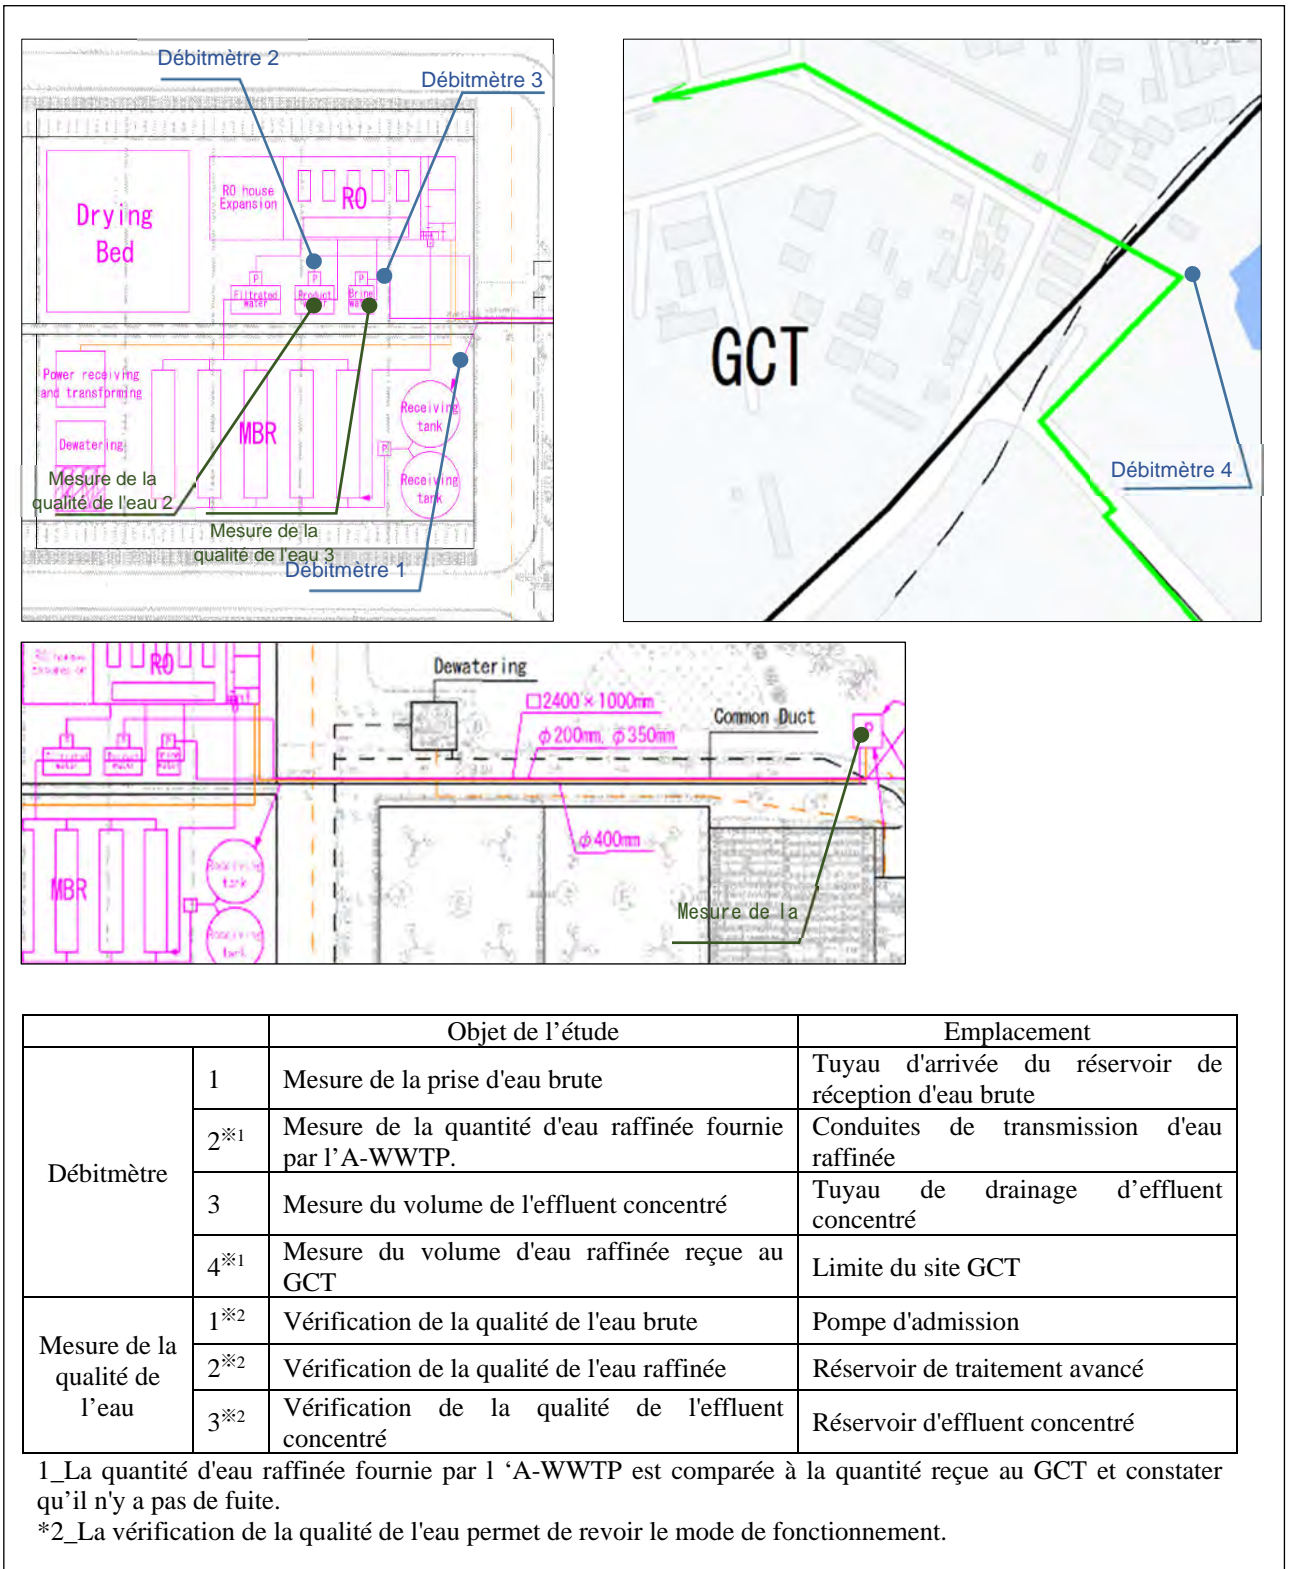 Débitmètre 2
Débitmètre 3
RO house
Expansion
RO
Drying
Bed
P
P
P
Filtrated
water
Product
water
Brine
water
Power receiving
and transforming
MBR
Receiving
tank
P
Dewatering
Receiving
tank
Mesure de la
qualité de l'eau 2
Mesure de la
qualité de l'eau 3
Débitmètre 1
GCT
Débitmètre 4
RO
Dewatering
□2400×1000mm
Common Duct
φ200mm, φ350mm
P
P
P
water
water
φ400mm
MBR
Receiving
tank
Receiving
tank
Mesure de la
Objet de l’étude
Emplacement
Débitmètre
1
Mesure de la prise d'eau brute
Tuyau d'arrivée du réservoir de
réception d'eau brute
2※1
Mesure de la quantité d'eau raffinée fournie
par l’A-WWTP.
Conduites de transmission d'eau
raffinée
3
Mesure du volume de l'effluent concentré
Tuyau de drainage d’effluent
concentré
4※1
Mesure du volume d'eau raffinée reçue au
GCT
Limite du site GCT
Mesure de la
qualité de
l’eau
1※2
Vérification de la qualité de l'eau brute
Pompe d'admission
2※2
Vérification de la qualité de l'eau raffinée
Réservoir de traitement avancé
3※2
Vérification de la qualité de l'effluent
concentré
Réservoir d'effluent concentré
1_La quantité d'eau raffinée fournie par l ‘A-WWTP est comparée à la quantité reçue au GCT et constater
qu’il n'y a pas de fuite.
*2_La vérification de la qualité de l'eau permet de revoir le mode de fonctionnement.